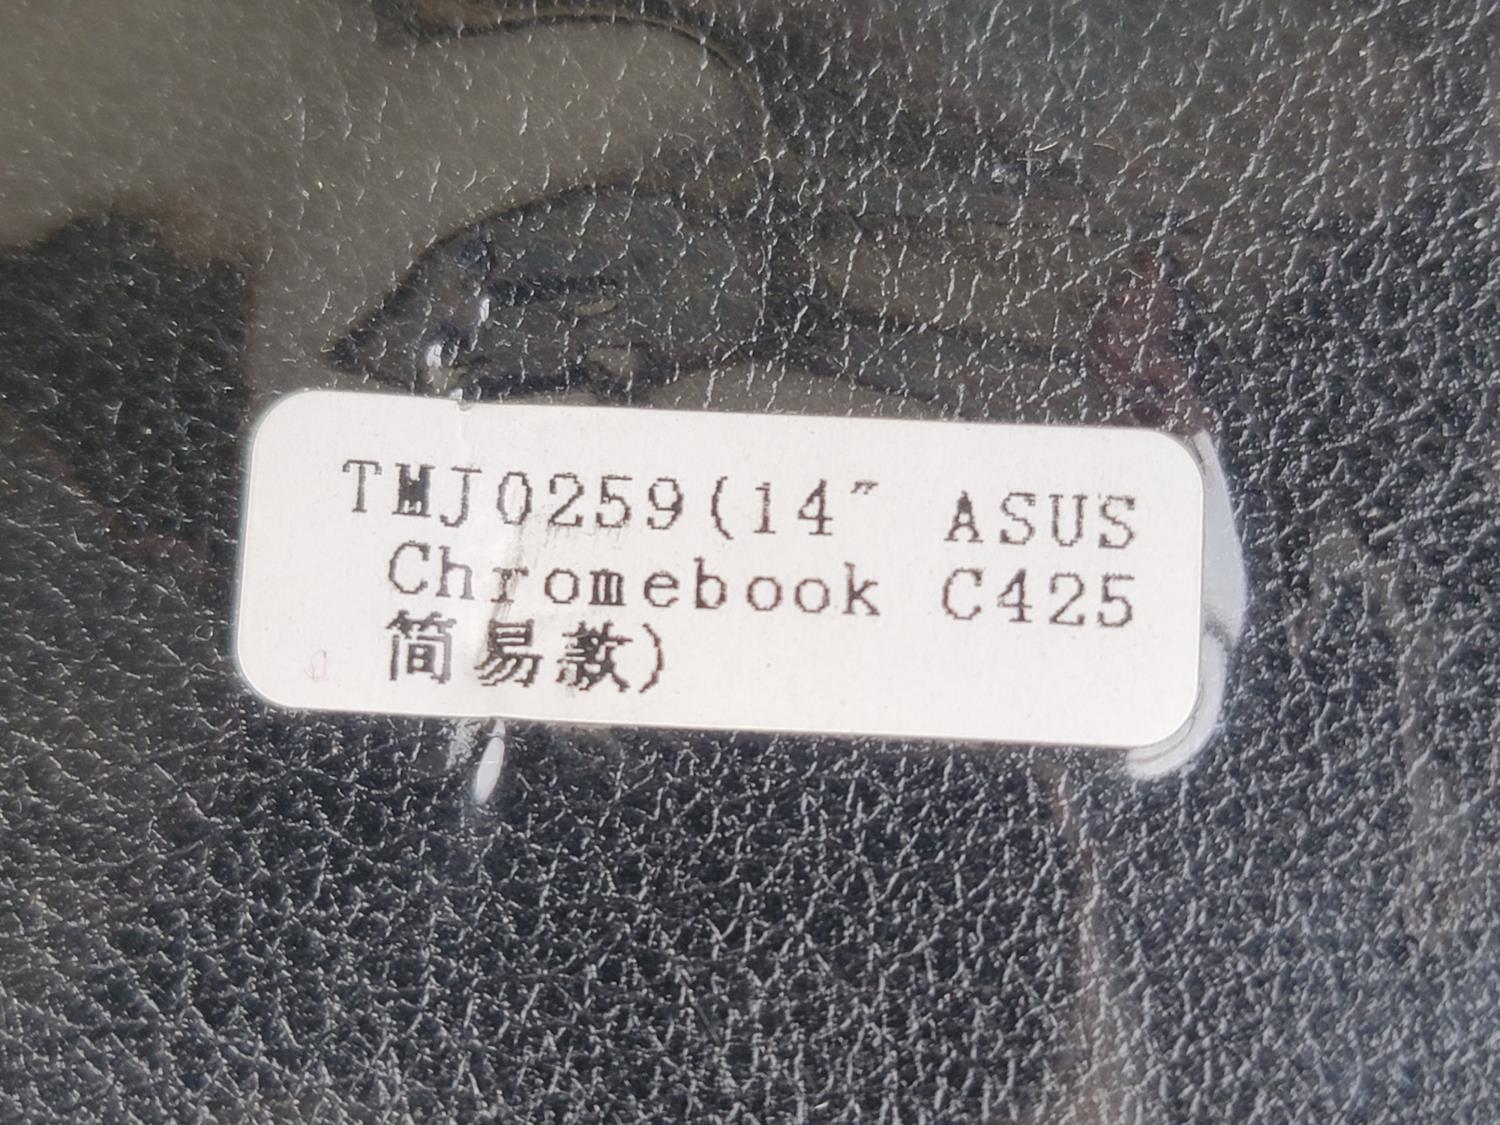 TMJ0259(14" ASUS
Chromebook C425
简易款)